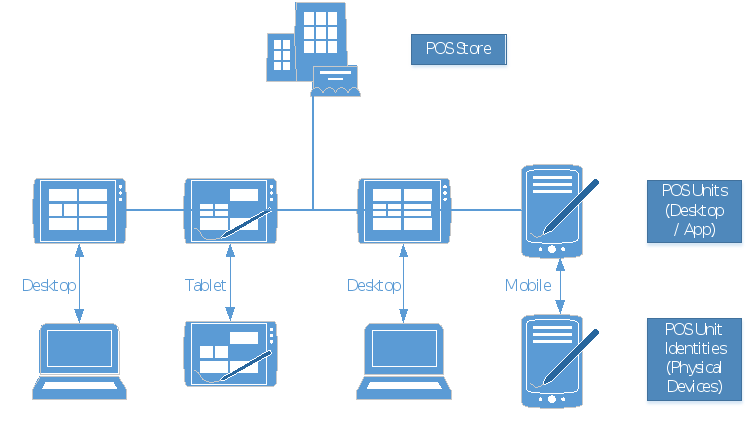 POS Store
POS Units
(Desktop
/ App)
Desktop
Tablet
Desktop
Mobile
POS Unit
Identities
(Physical
Devices)